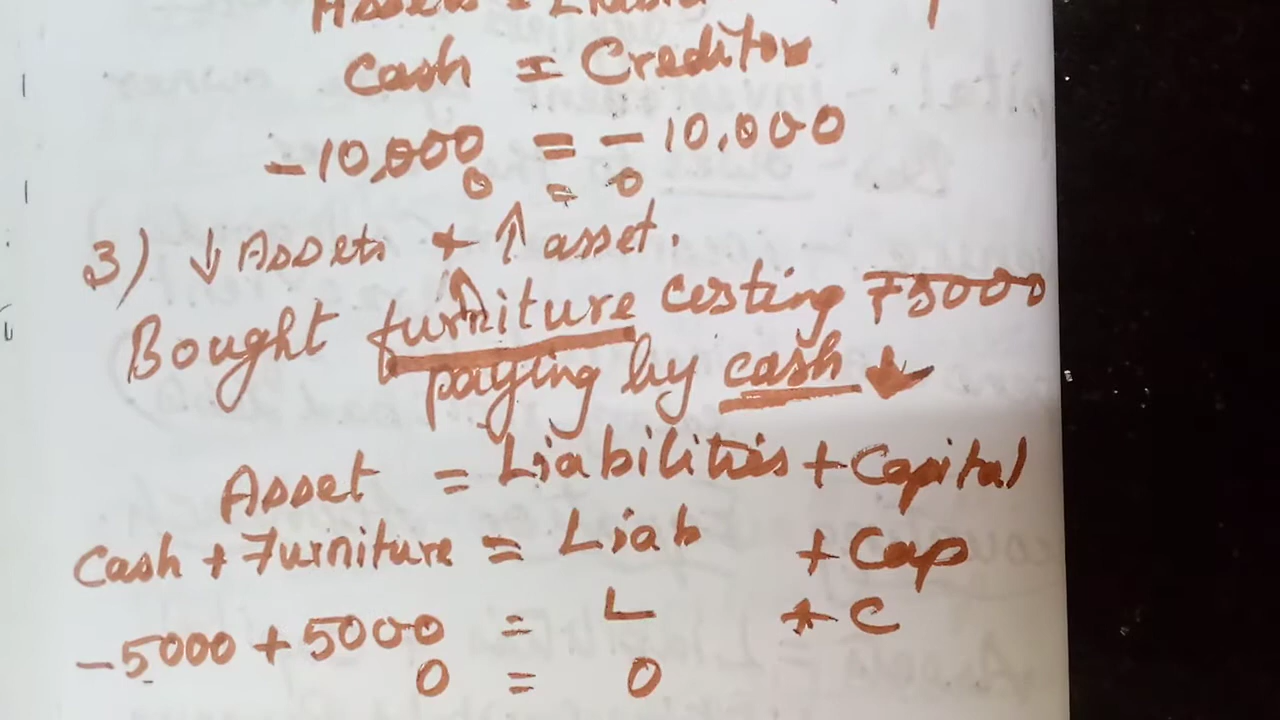 Cash = Creditor
-10,000 = -10,000
0 = 0
3) ↓ Assets + ↑ asset.
Bought furniture costing ₹5000
paying by cash ↓
Asset = Liabilities + Capital
Cash + Furniture = Liab + Cap
-5000 + 5000 = L + C
0 = 0